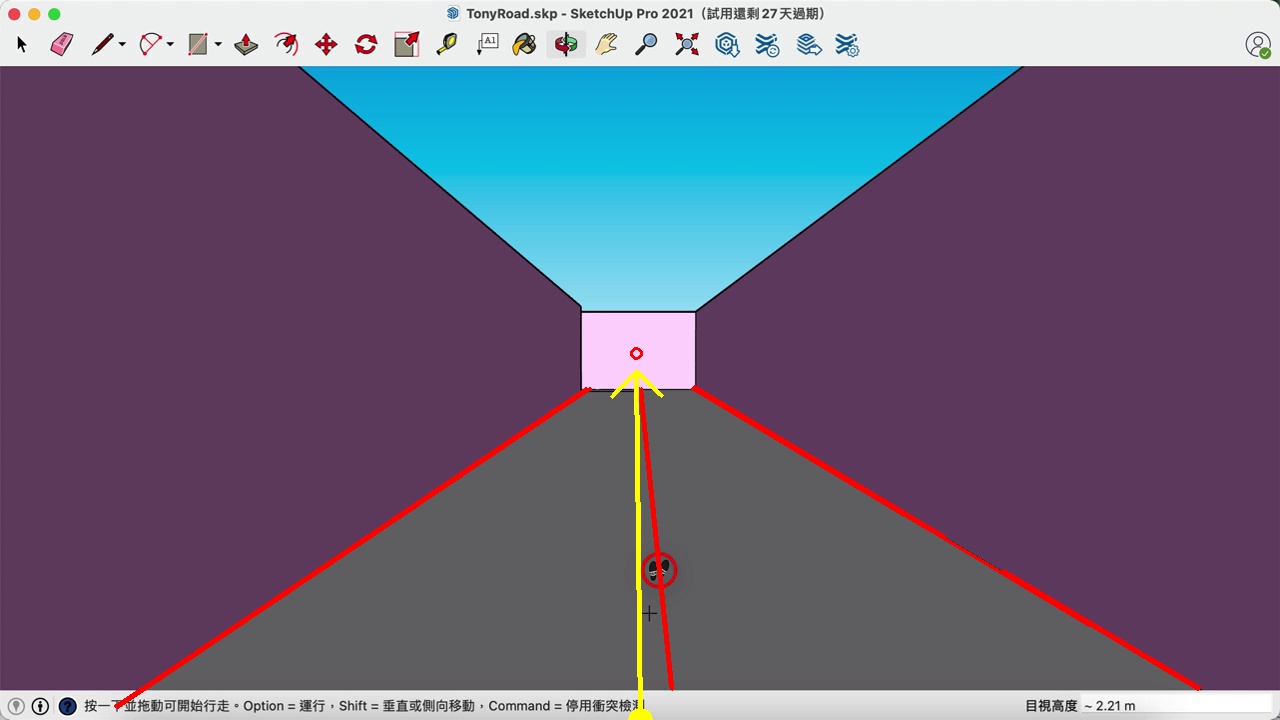 TonyRoad.skp - SketchUp Pro 2021（試用還剩 27 天過期）
A1
按一下並拖動可開始行走。Option = 運行，Shift = 垂直或側向移動，Command = 停用衝突檢測
目視高度 ~ 2.21 m